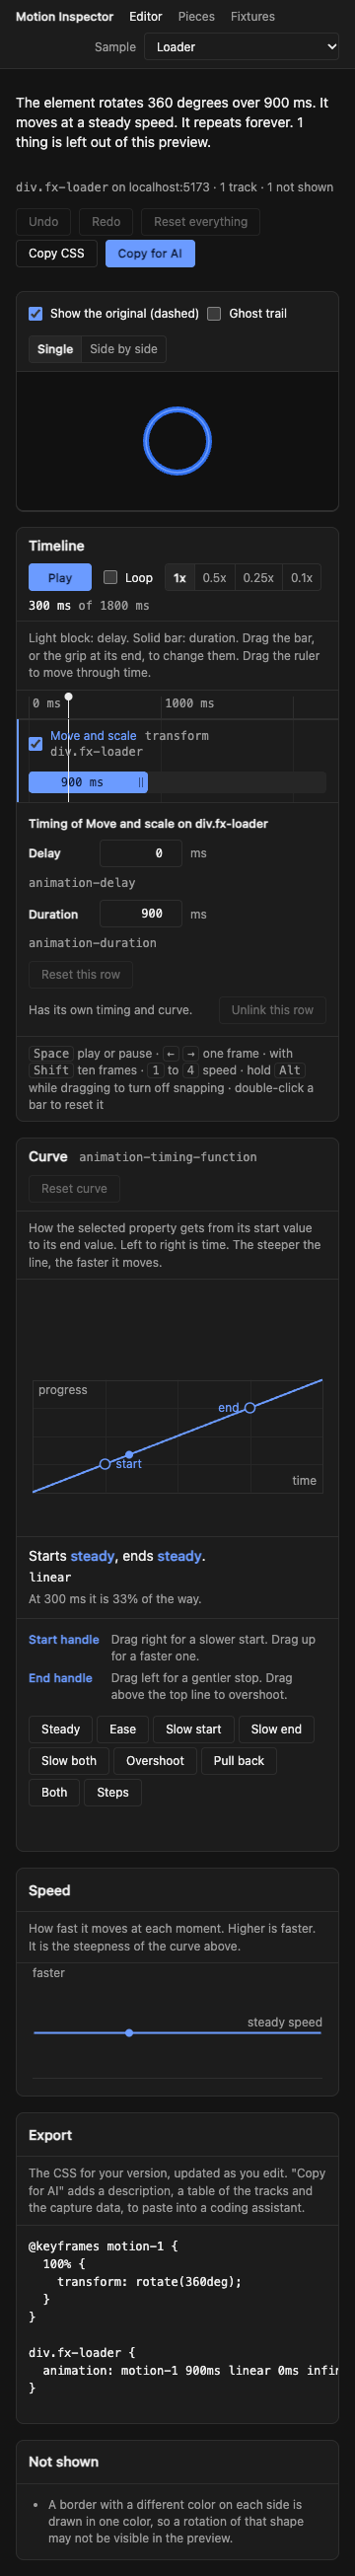 Motion Inspector Editor Pieces Fixtures
Sample Loader
The element rotates 360 degrees over 900 ms. It
moves at a steady speed. It repeats forever. 1
thing is left out of this preview.
div.fx-loader on localhost:5173 · 1 track · 1 not shown
Undo Redo Reset everything
Copy CSS Copy for AI
Show the original (dashed) Ghost trail
Single Side by side
Timeline
Play Loop 1x 0.5x 0.25x 0.1x
300 ms of 1800 ms
Light block: delay. Solid bar: duration. Drag the bar,
or the grip at its end, to change them. Drag the ruler
to move through time.
0 ms 1000 ms
Move and scale transform
div.fx-loader
900 ms
Timing of Move and scale on div.fx-loader
Delay 0 ms
animation-delay
Duration 900 ms
animation-duration
Reset this row
Has its own timing and curve. Unlink this row
Space play or pause · ← → one frame · with
Shift ten frames · 1 to 4 speed · hold Alt
while dragging to turn off snapping · double-click a
bar to reset it
Curve animation-timing-function
Reset curve
How the selected property gets from its start value
to its end value. Left to right is time. The steeper the
line, the faster it moves.
progress
end
start
time
Starts steady, ends steady.
linear
At 300 ms it is 33% of the way.
Start handle Drag right for a slower start. Drag up
for a faster one.
End handle Drag left for a gentler stop. Drag
above the top line to overshoot.
Steady Ease Slow start Slow end
Slow both Overshoot Pull back
Both Steps
Speed
How fast it moves at each moment. Higher is faster.
It is the steepness of the curve above.
faster
steady speed
Export
The CSS for your version, updated as you edit. "Copy
for AI" adds a description, a table of the tracks and
the capture data, to paste into a coding assistant.
@keyframes motion-1 {
100% {
transform: rotate(360deg);
}
}
div.fx-loader {
animation: motion-1 900ms linear 0ms infin
}
Not shown
• A border with a different color on each side is
drawn in one color, so a rotation of that shape
may not be visible in the preview.